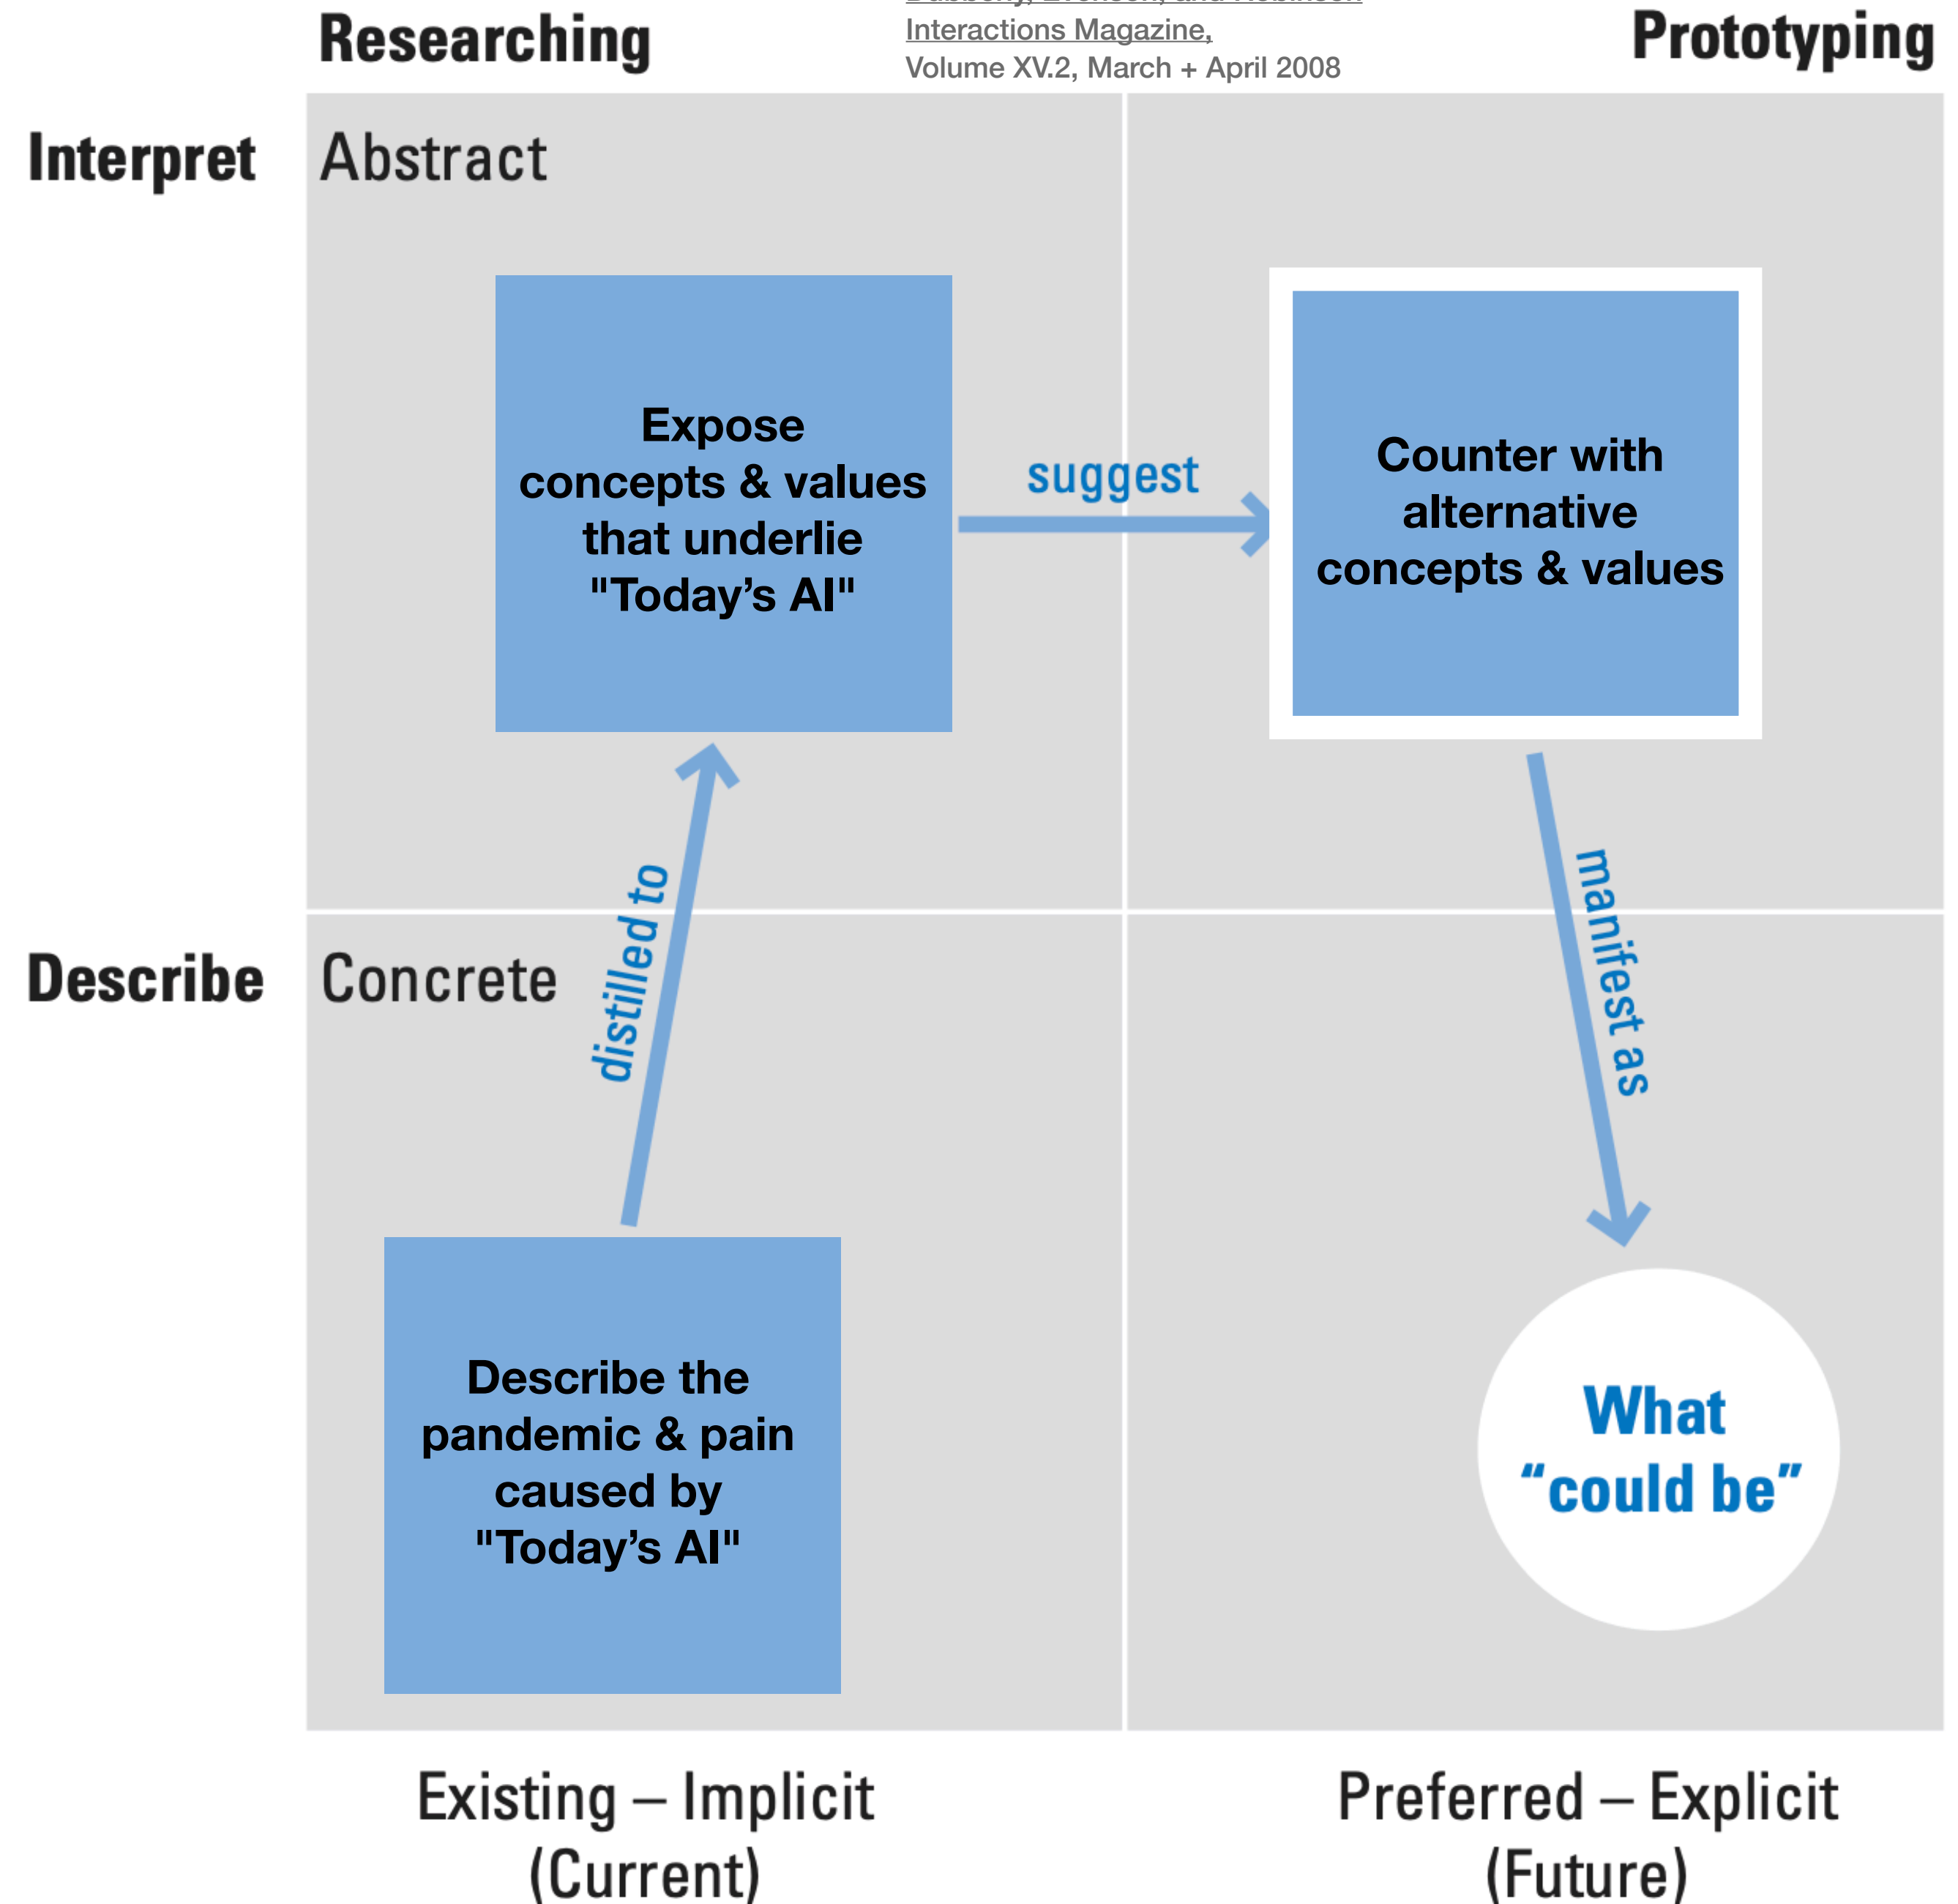 Researching
Interactions Magazine,
Volume XV.2, March + April 2008
Prototyping
Interpret
Abstract
Expose
concepts & values
that underlie
"Today’s AI"
suggest
Counter with
alternative
concepts & values
distilled to
manifest as
Describe
Concrete
Describe the
pandemic & pain
caused by
"Today’s AI"
What
“could be”
Existing – Implicit
(Current)
Preferred – Explicit
(Future)